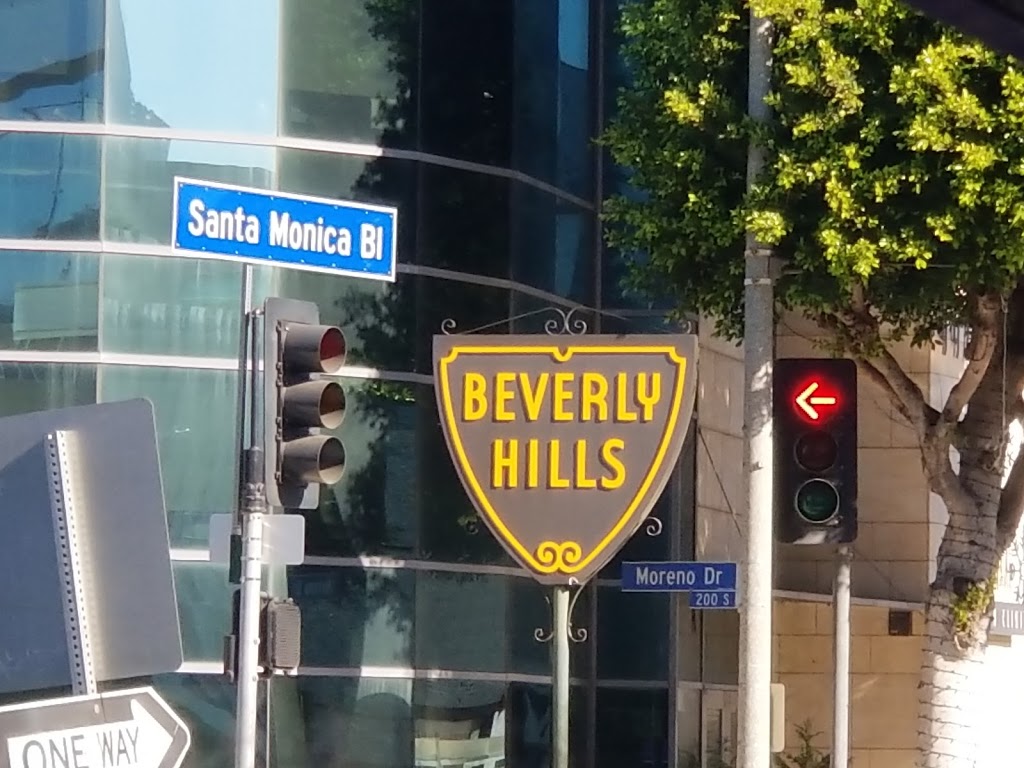 Santa Monica Bl
BEVERLY
HILLS
Moreno Dr
200 S
ONE WAY